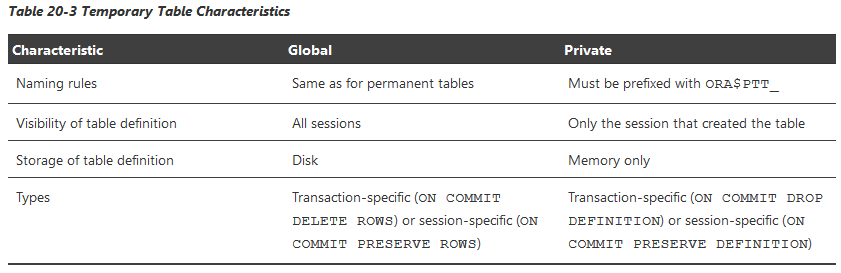 Table 20-3 Temporary Table Characteristics
Characteristic Global Private
Naming rules Same as for permanent tables Must be prefixed with ORA$PTT_
Visibility of table definition All sessions Only the session that created the table
Storage of table definition Disk Memory only
Types Transaction-specific (ON COMMIT Transaction-specific (ON COMMIT DROP
DELETE ROWS) or session-specific (ON DEFINITION) or session-specific (ON
COMMIT PRESERVE ROWS) COMMIT PRESERVE DEFINITION)